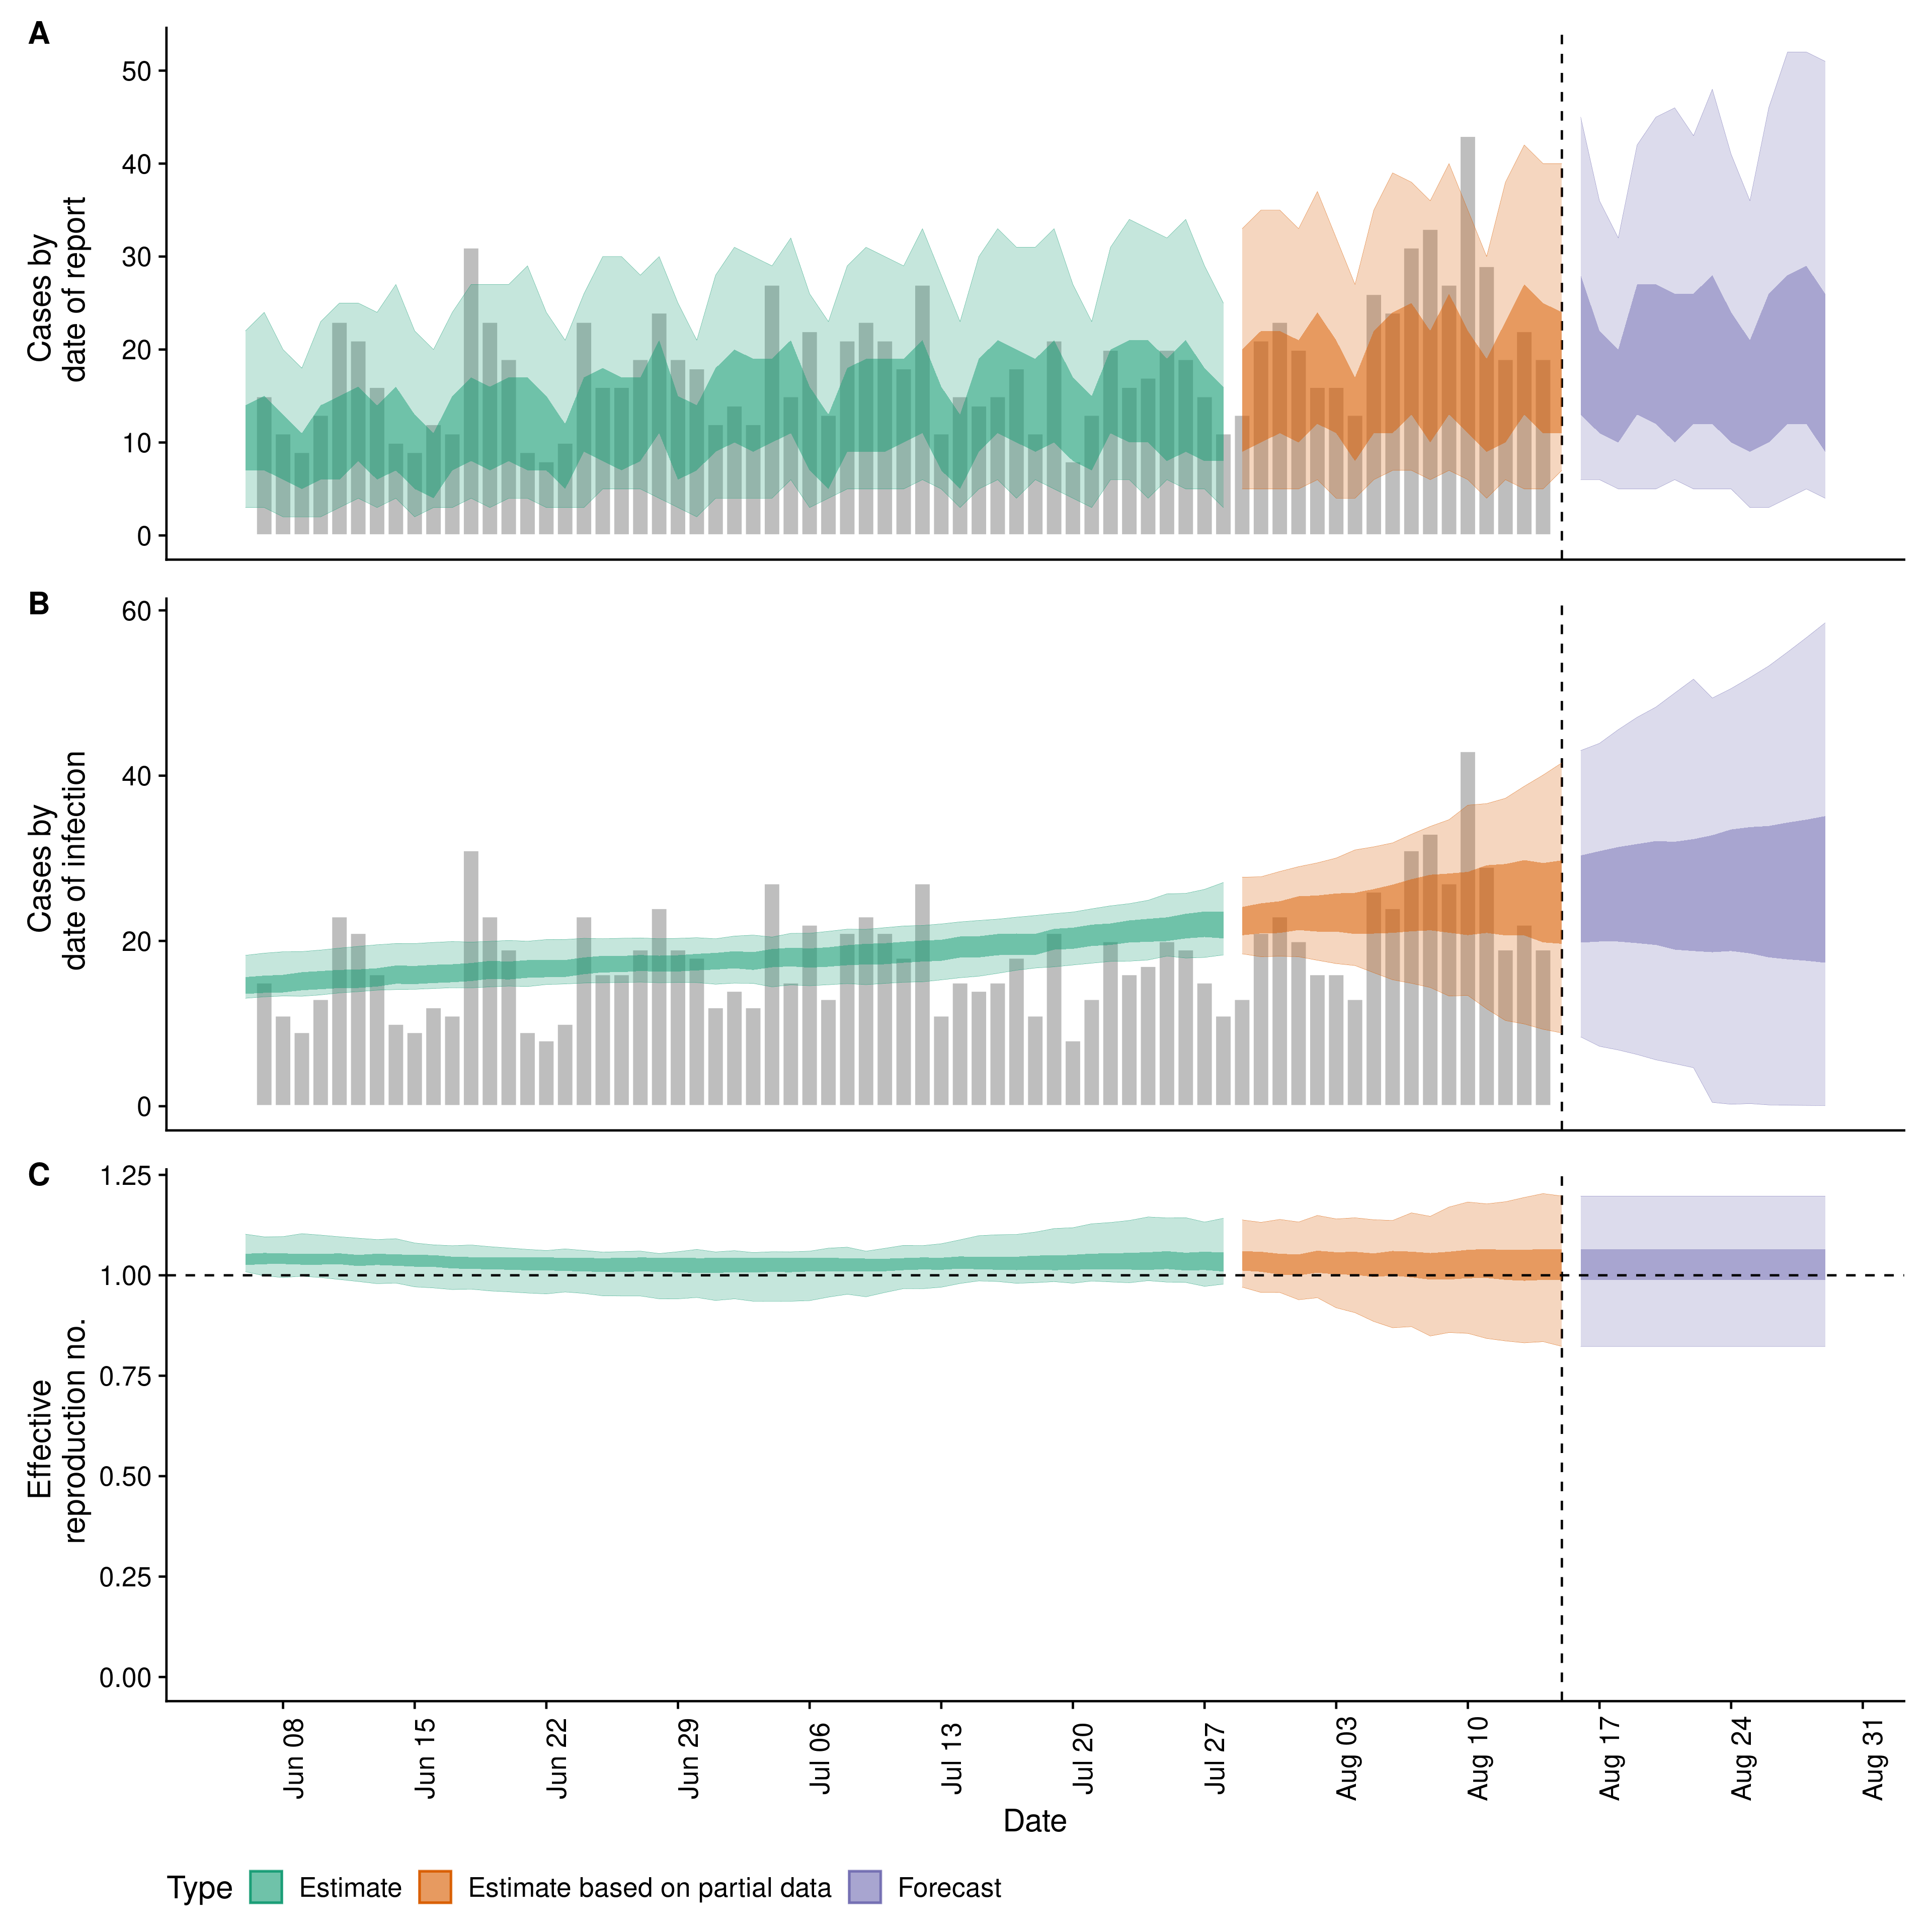 A
50
40
30
20
10
0
Cases by
date of report
B
60
40
20
0
Cases by
date of infection
C
1.25
1.00
0.75
0.50
0.25
0.00
Effective
reproduction no.
Jun 08
Jun 15
Jun 22
Jun 29
Jul 06
Jul 13
Jul 20
Jul 27
Aug 03
Aug 10
Aug 17
Aug 24
Aug 31
Date
Type Estimate Estimate based on partial data Forecast